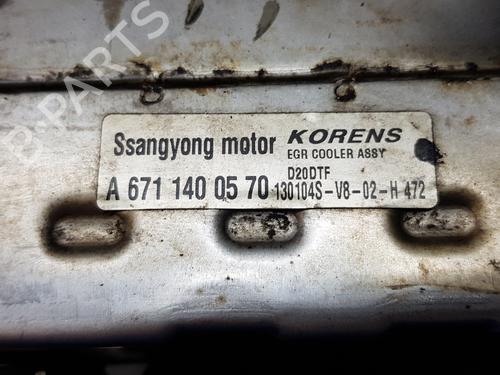 B-PARTS
Ssangyong motor KORENS
EGR COOLER ASSY
D20DTF
A 671 140 05 70 130104S-V8-02-H 472